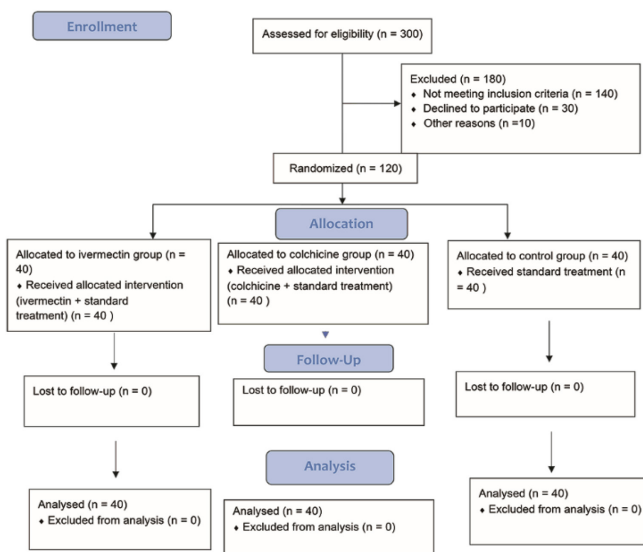 Enrollment
Assessed for eligibility (n = 300)
Excluded (n = 180)
♦ Not meeting inclusion criteria (n = 140)
♦ Declined to participate (n = 30)
♦ Other reasons (n =10)
Randomized (n = 120)
Allocation
Allocated to ivermectin group (n =
40)
♦ Received allocated intervention
(ivermectin + standard
treatment) (n = 40 )
Allocated to colchicine group (n = 40)
♦ Received allocated intervention
(colchicine + standard treatment)
(n = 40 )
Allocated to control group (n = 40)
♦ Received standard treatment (n
= 40 )
Follow-Up
Lost to follow-up (n = 0)
Lost to follow-up (n = 0)
Lost to follow-up (n = 0)
Analysis
Analysed (n = 40)
♦ Excluded from analysis (n = 0)
Analysed (n = 40)
♦ Excluded from analysis (n = 0)
Analysed (n = 40)
♦ Excluded from analysis (n = 0)